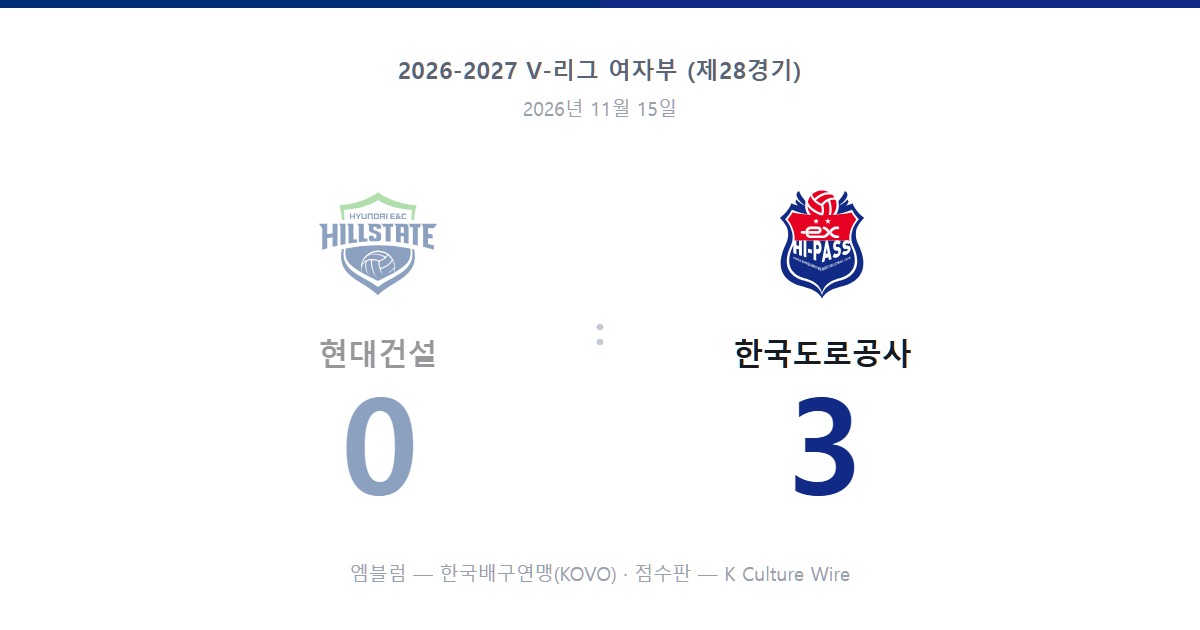 2026-2027 V-리그 여자부 (제28경기)
2026년 11월 15일
HYUNDAI E&C
HILLSTATE
ex
HI-PASS
현대건설
:
한국도로공사
0
3
엠블럼 — 한국배구연맹(KOVO) · 점수판 — K Culture Wire